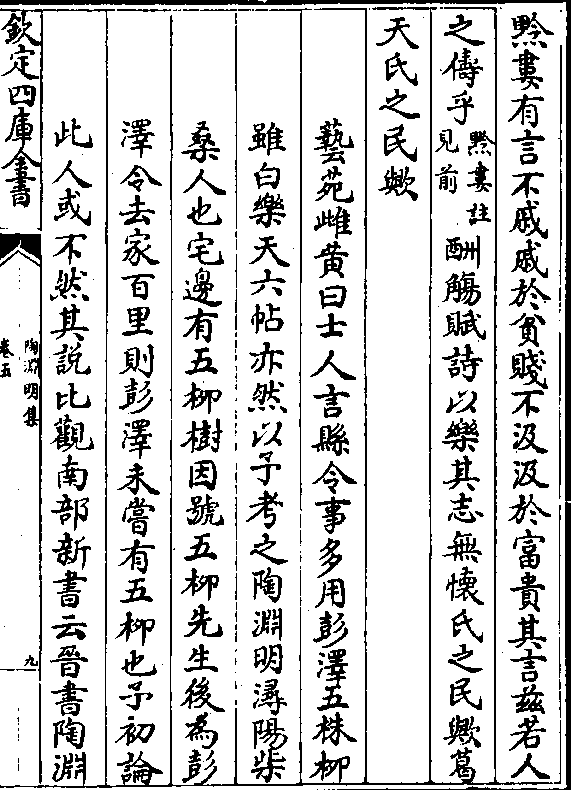 黔婁有言不戚戚於貧賤不汲汲於富貴其言兹若人
之儔乎黔婁註見前酬觴賦詩以樂其志無懷氏之民歟葛
天氏之民歟
藝苑雌黄曰士人言縣令事多用彭澤五株柳
雖白樂天六帖亦然以予考之陶淵明潯陽柴
桑人也宅邊有五柳樹因號五柳先生後為彭
澤令去家百里則彭澤未嘗有五柳也予初論
此人或不然其說比觀南部新書云晉書陶淵
欽定四庫全書
陶淵明集
卷五
九